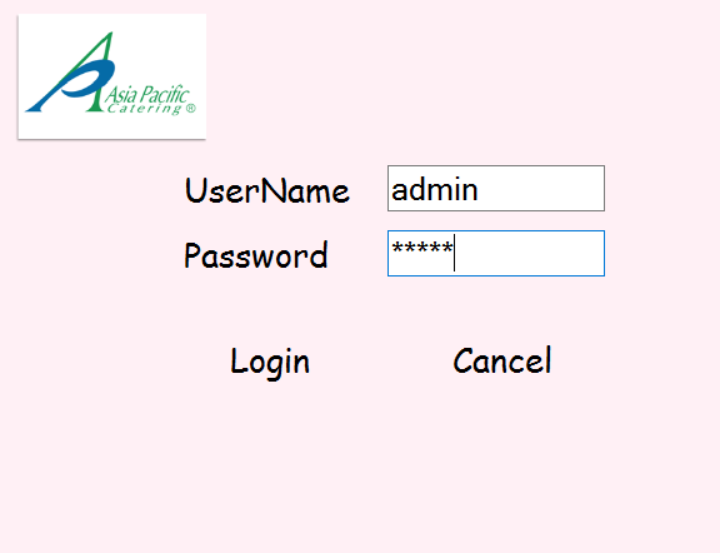 Asia Pacific
Catering®
UserName admin
Password *****
Login Cancel